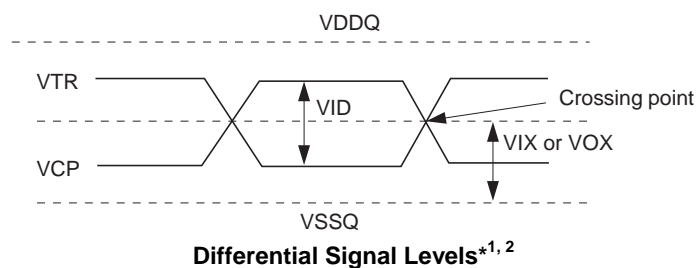 VDDQ
VTR
VID
Crossing point
VIX or VOX
VCP
VSSQ
Differential Signal Levels*1, 2